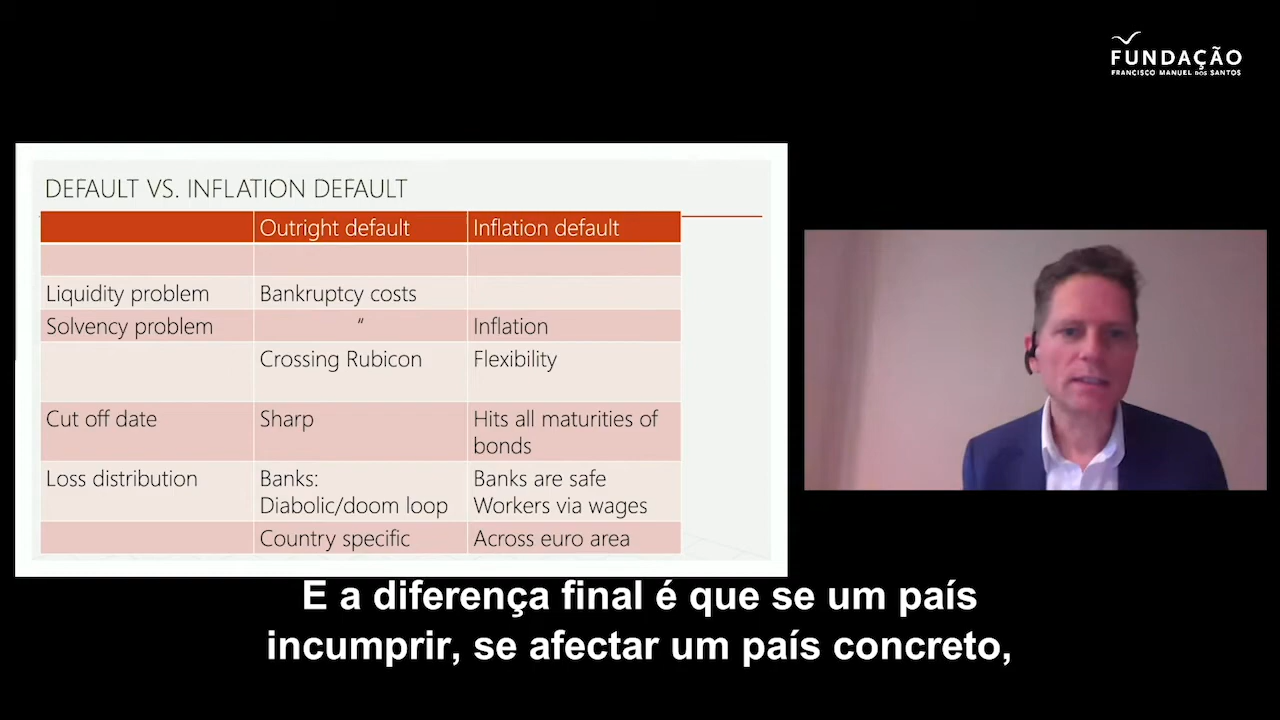 FUNDAÇÃO
FRANCISCO MANUEL DOS SANTOS
DEFAULT VS. INFLATION DEFAULT
Outright default Inflation default
Liquidity problem Bankruptcy costs
Solvency problem “ Inflation
Crossing Rubicon Flexibility
Cut off date Sharp Hits all maturities of
bonds
Loss distribution Banks: Banks are safe
Diabolic/doom loop Workers via wages
Country specific Across euro area
E a diferença final é que se um país
incumprir, se afectar um país concreto,